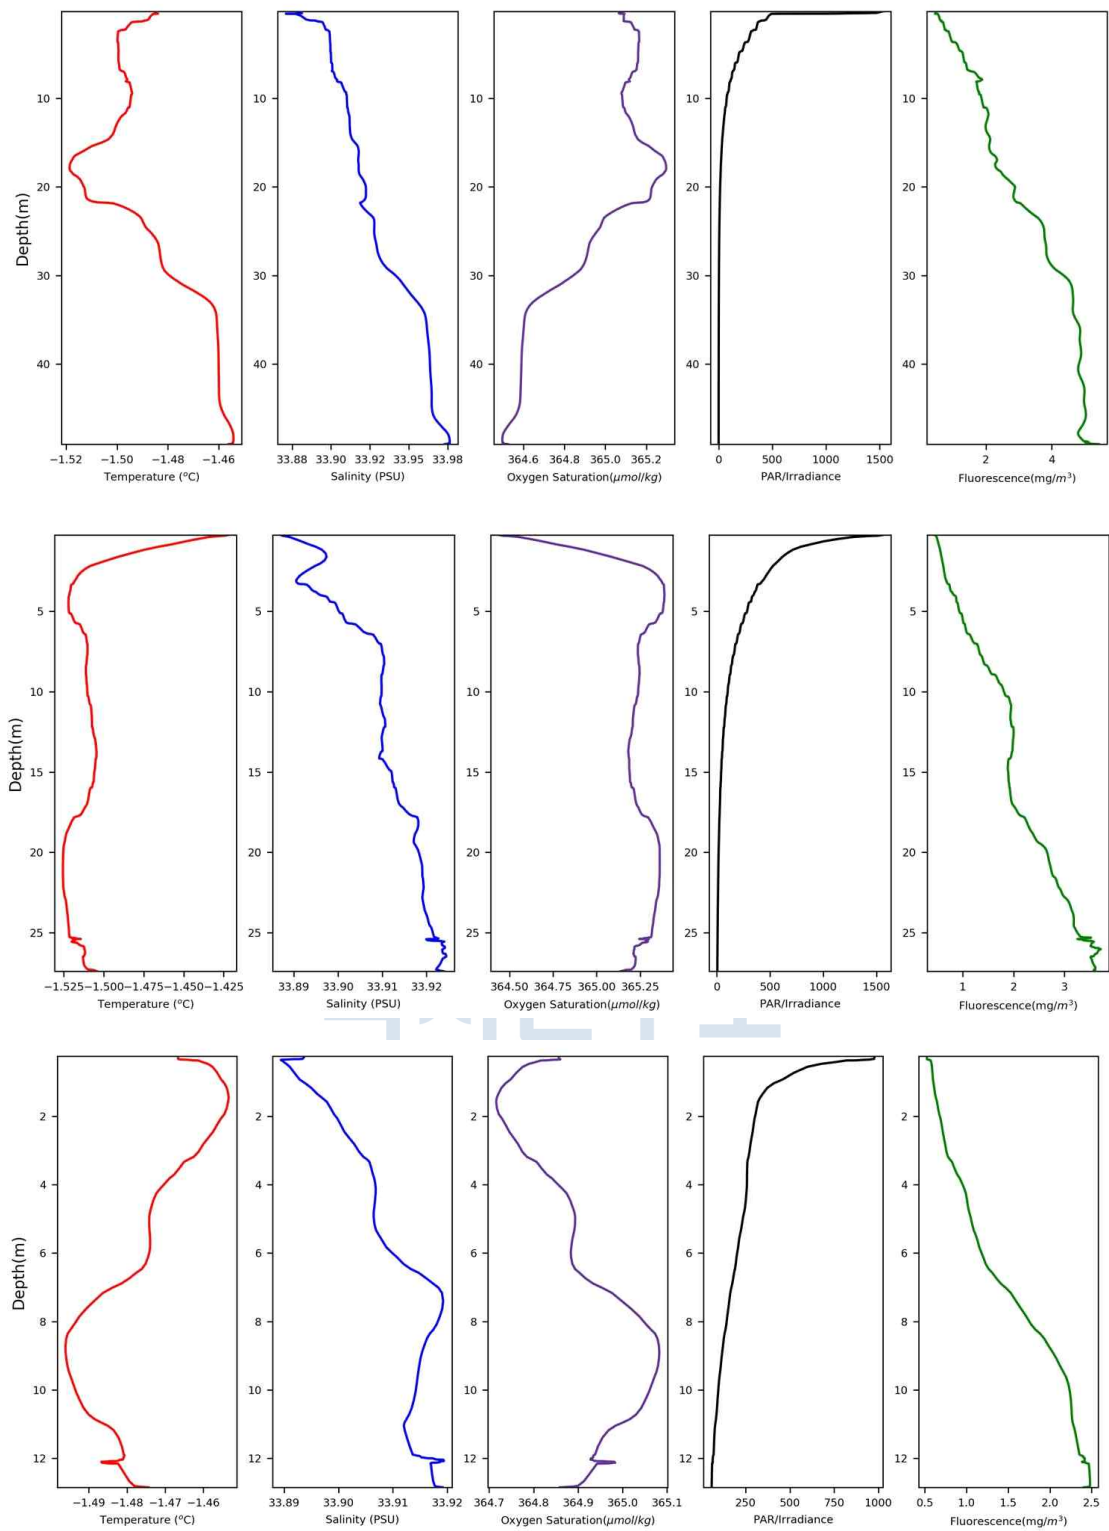 10
20
30
40
Depth(m)
−1.52 −1.50 −1.48 −1.46
Temperature (°C)
33.88 33.90 33.92 33.95 33.98
Salinity (PSU)
364.6 364.8 365.0 365.2
Oxygen Saturation(μmol/kg)
0 500 1000 1500
PAR/Irradiance
2 4
Fluorescence(mg/m³)
5
10
15
20
25
Depth(m)
−1.525−1.500−1.475−1.450−1.425
Temperature (°C)
33.89 33.90 33.91 33.92
Salinity (PSU)
364.50 364.75 365.00 365.25
Oxygen Saturation(μmol/kg)
0 500 1000 1500
PAR/Irradiance
1 2 3
Fluorescence(mg/m³)
2
4
6
8
10
12
Depth(m)
−1.49 −1.48 −1.47 −1.46
Temperature (°C)
33.89 33.90 33.91 33.92
Salinity (PSU)
364.7 364.8 364.9 365.0 365.1
Oxygen Saturation(μmol/kg)
250 500 750 1000
PAR/Irradiance
0.5 1.0 1.5 2.0 2.5
Fluorescence(mg/m³)